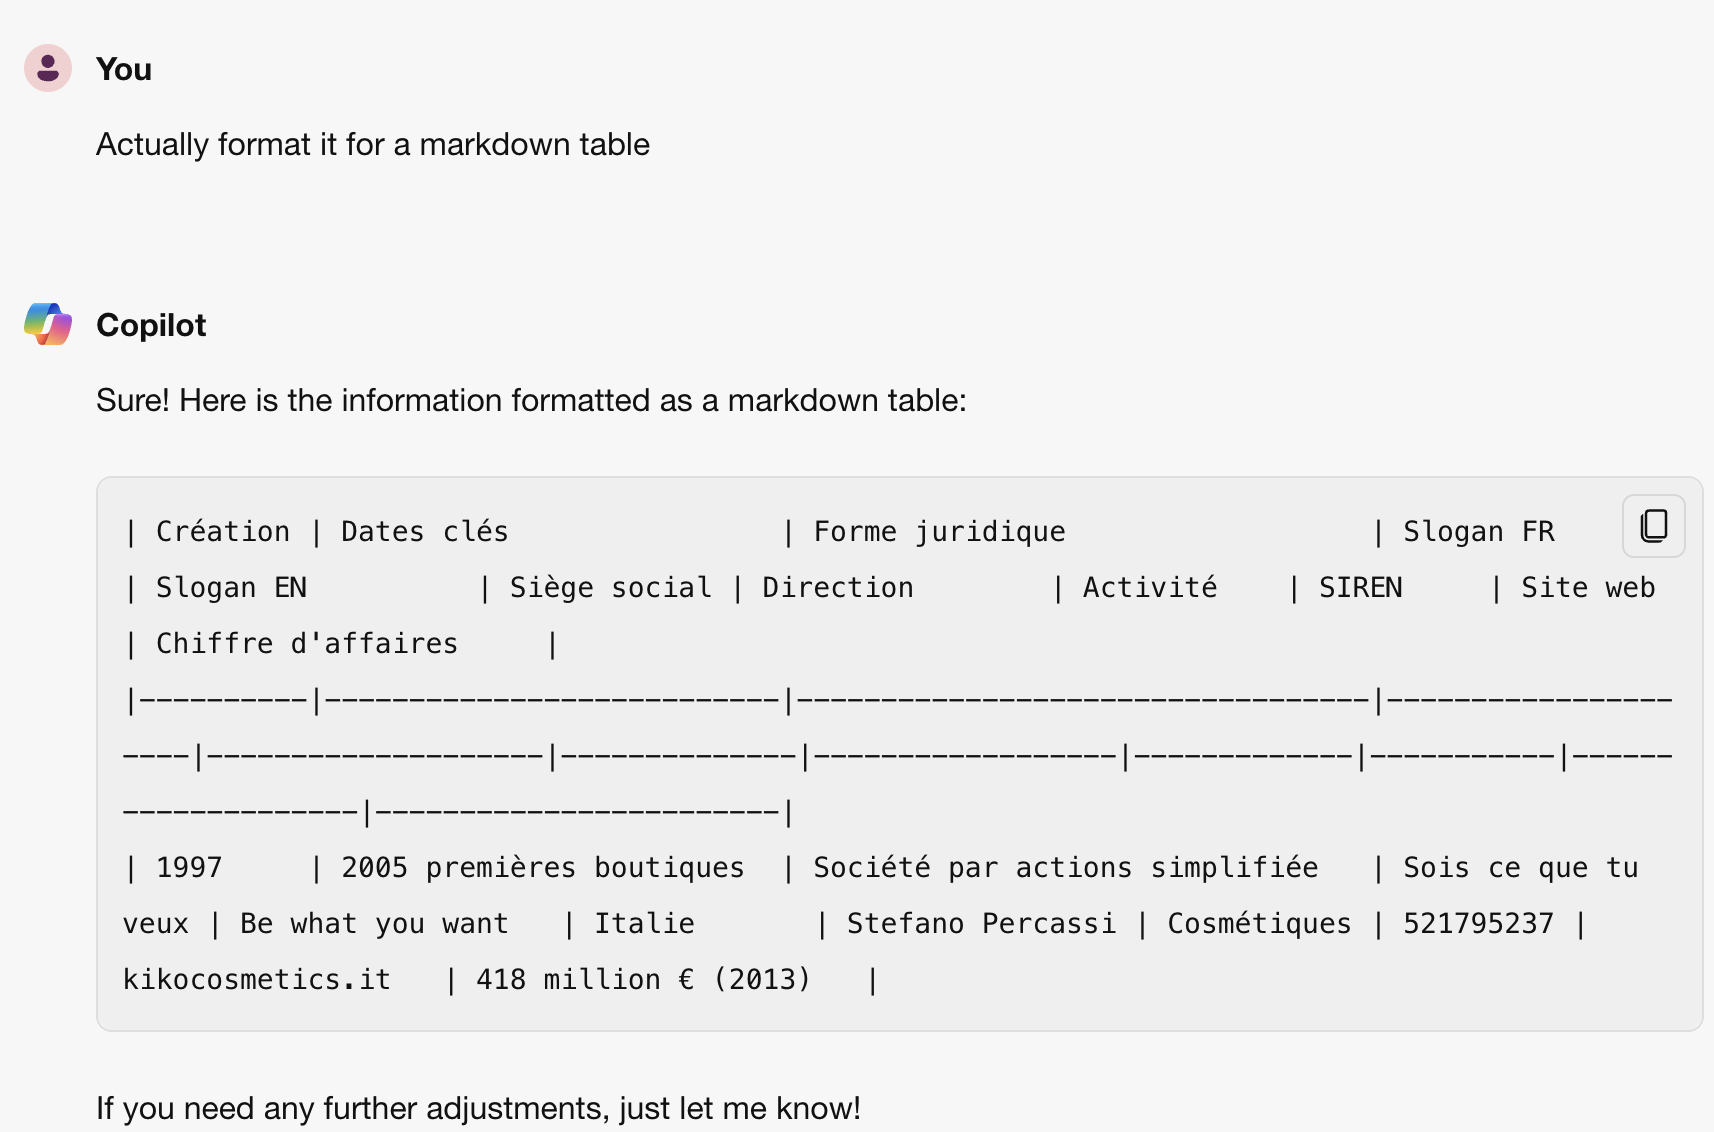 You
Actually format it for a markdown table
Copilot
Sure! Here is the information formatted as a markdown table:
| Création | Dates clés                | Forme juridique                  | Slogan FR
| Slogan EN          | Siège social | Direction        | Activité    | SIREN     | Site web
| Chiffre d'affaires     |
|----------|---------------------------|----------------------------------|-----------------
----|--------------------|--------------|------------------|-------------|-----------|------
--------------|------------------------|
| 1997     | 2005 premières boutiques  | Société par actions simplifiée   | Sois ce que tu
veux | Be what you want   | Italie       | Stefano Percassi | Cosmétiques | 521795237 |
kikocosmetics.it   | 418 million € (2013)   |
If you need any further adjustments, just let me know!